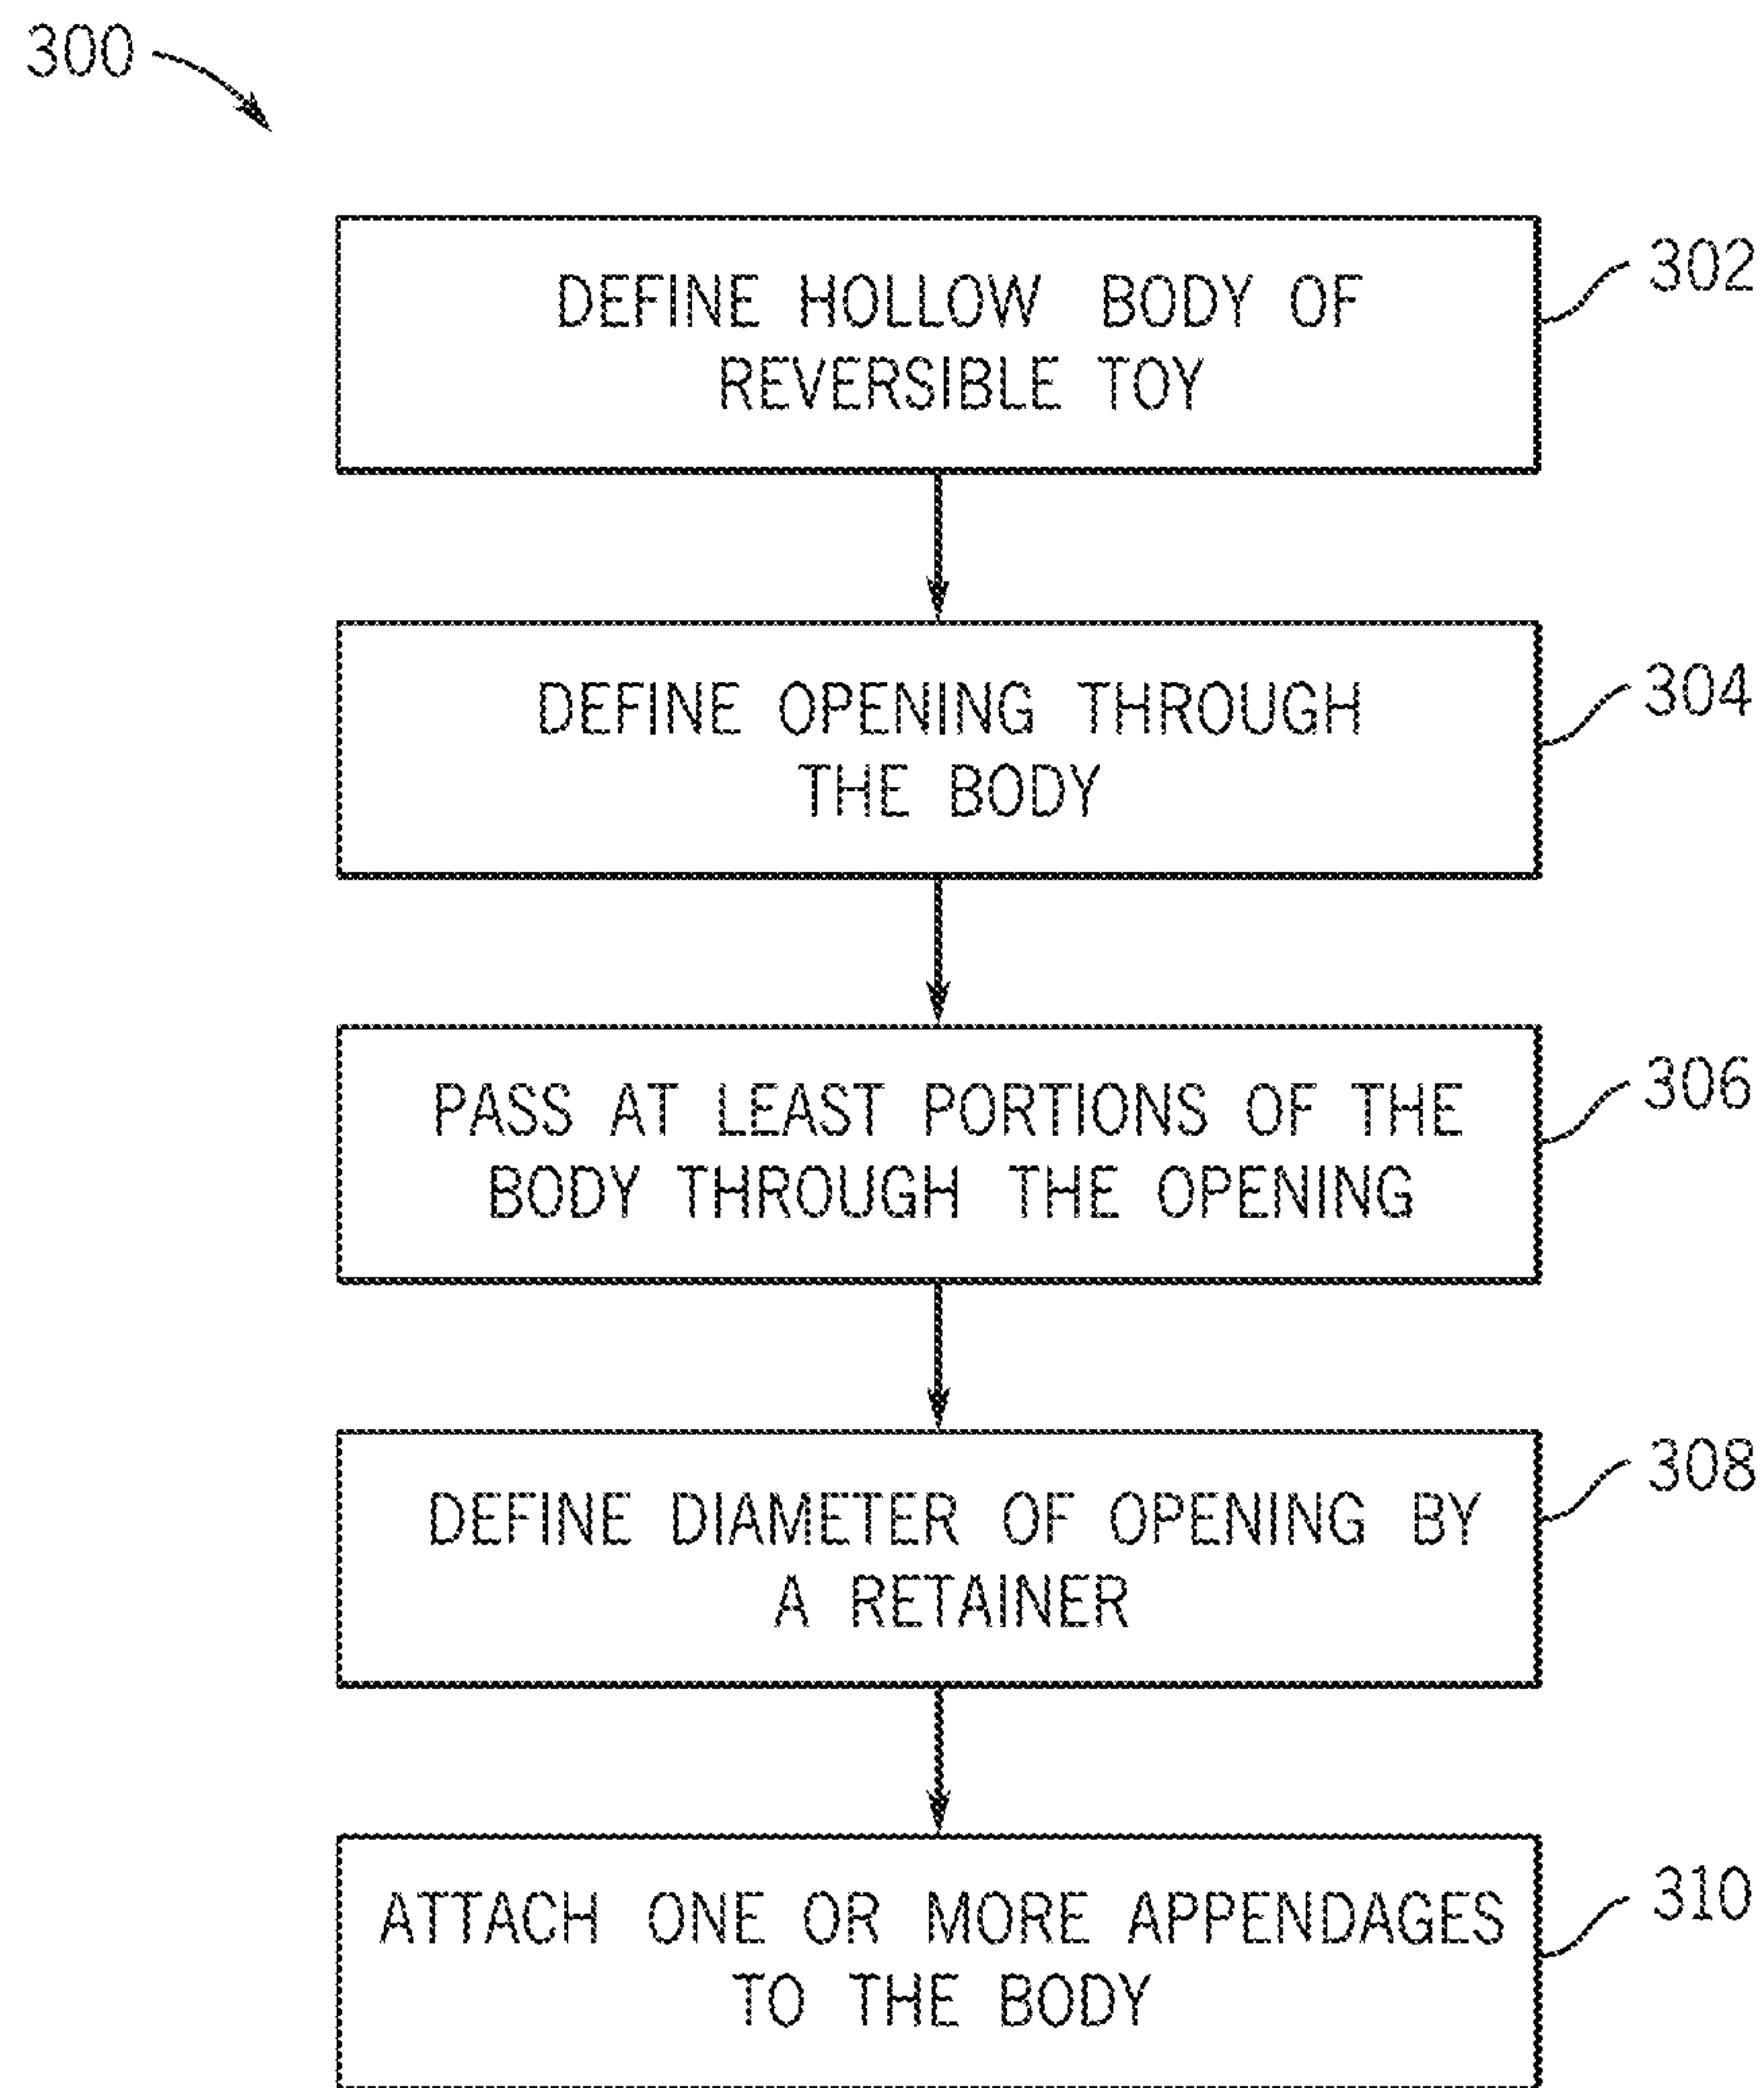 300
DEFINE HOLLOW BODY OF
REVERSIBLE TOY
302
DEFINE OPENING THROUGH
THE BODY
304
PASS AT LEAST PORTIONS OF THE
BODY THROUGH THE OPENING
306
DEFINE DIAMETER OF OPENING BY
A RETAINER
308
ATTACH ONE OR MORE APPENDAGES
TO THE BODY
310